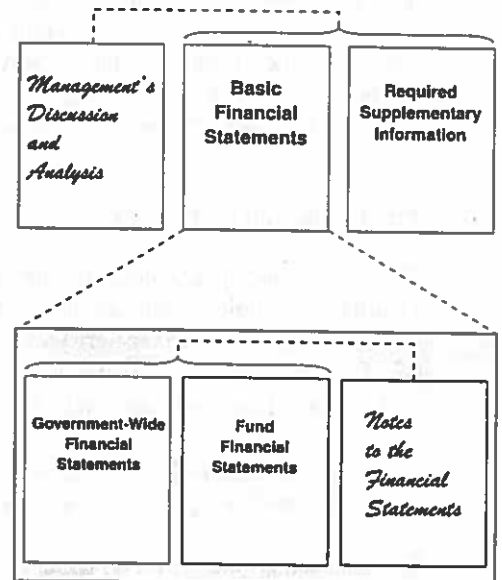 Management's
Discussion
and
Analysis
Basic
Financial
Statements
Required
Supplementary
Information
Government-Wide
Financial
Statements
Fund
Financial
Statements
Notes
to the
Financial
Statements